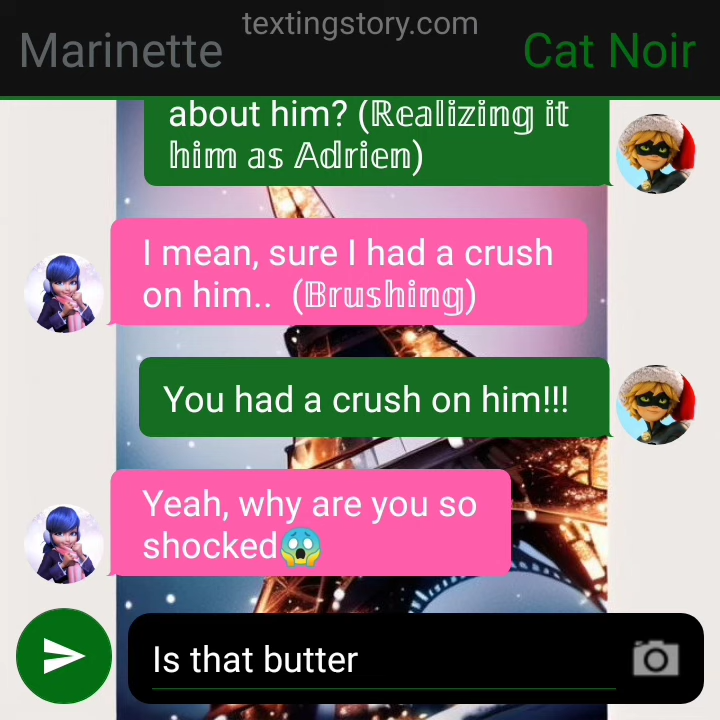 textingstory.com
Marinette
Cat Noir
about him? (ℝ𝕖𝕒𝕝𝕚𝕫𝕚𝕟𝕘 𝕚𝕥
𝕙𝕚𝕞 𝕒𝕤 𝔸𝕕𝕣𝕚𝕖𝕟)
I mean, sure I had a crush
on him.. (𝔹𝕣𝕦𝕤𝕙𝕚𝕟𝕘)
You had a crush on him!!!
Yeah, why are you so
shocked😱
Is that butter